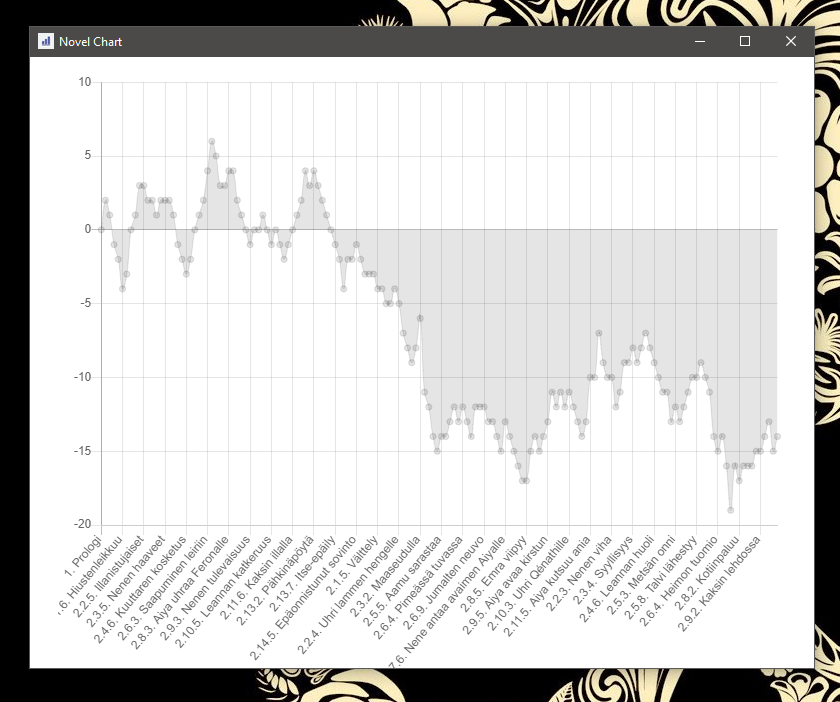 Novel Chart
10
5
0
-5
-10
-15
-20
1. Prologi
.6. Hiustenleikkuu
2.2.5. Illanistujaiset
2.3.5. Nenen haaveet
2.4.6. Kuuttaren kosketus
2.6.3. Saapuminen leiriin
2.8.3. Aiya uhraa Feronalle
2.9.3. Nenen tulevaisuus
2.10.5. Leannan katkeruus
2.11.6. Kaksin illalla
2.13.2. Pähkinäpöytä
2.13.7. Itse-epäily
2.14.5. Epäonnistunut sovinto
2.1.5. Välttely
2.2.4. Uhri lammen hengelle
2.3.2. Maaseudulla
2.5.5. Aamu sarastaa
2.6.4. Pimeässä tuvassa
2.6.9. Jumalten neuvo
7.6. Nene antaa avaimen Aiyalle
2.8.5. Emra viipyy
2.9.5. Aiya avaa kirstun
2.10.3. Uhri Qenathille
2.11.5. Aiya kutsuu ania
2.2.3. Nenen viha
2.3.4. Syyllisyys
2.4.6. Leannan huoli
2.5.3. Metsän onni
2.5.8. Talvi lähestyy
2.6.4. Heimon tuomio
2.8.2. Kotiinpaluu
2.9.2. Kaksin lehdossa